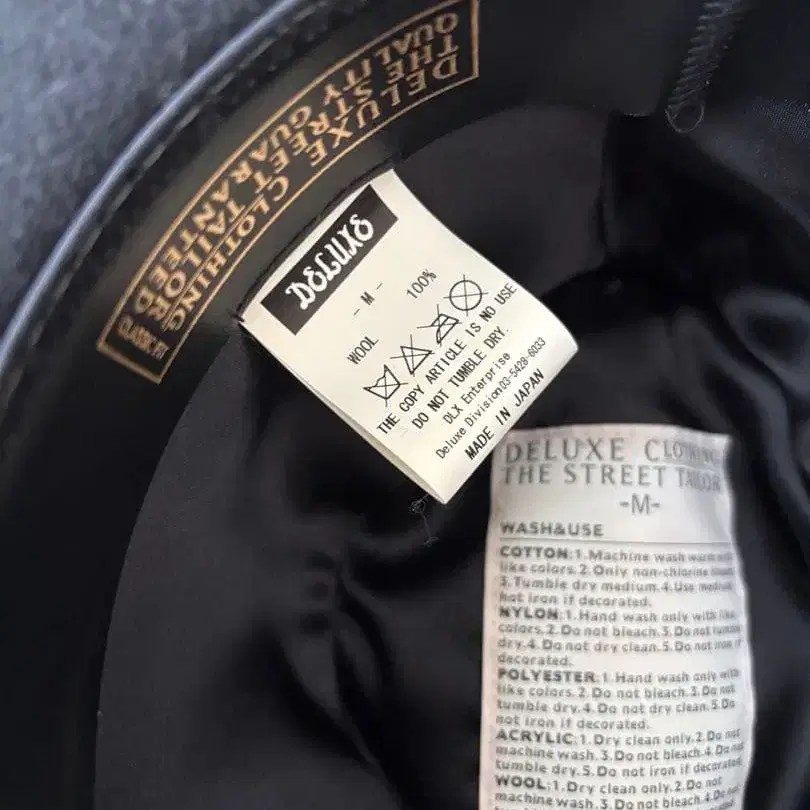 DELUXE CLOTHING
THE STREET TAILOR
QUALITY GUARANTEED
DELUXE
-M-
WOOL 100%
THE COPY ARTICLE IS NO USE
DO NOT TUMBLE DRY.
DLX Enterprise
Deluxe Division03-5428-6033
MADE IN JAPAN
DELUXE CLOTHING
THE STREET TAILOR
-M-
WASH&USE
COTTON:1.Machine wash warm with
like colors.2.Only non-chlorine bleach
3.Tumble dry medium.4.Use medium
hot iron if decorated.
NYLON:1.Hand wash only with like
colors.2.Do not bleach.3.Do not tumble
dry.4.Do not dry clean.5.Do not iron if
decorated.
POLYESTER:1.Hand wash only with
like colors.2.Do not bleach.3.Do not
tumble dry.4.Do not dry clean.5.Do
not iron if decorated.
ACRYLIC:1.Dry clean only.2.Do not
machine wash.3.Do not bleach.4.Do not
tumble dry.5.Do not iron if decorated
WOOL:1.Dry clean only.2.Do not
machine wash.3.Do not bleach.4.Do not